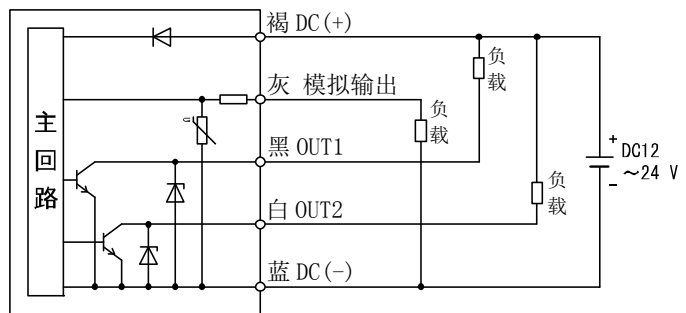 褐 DC(+)
负载
灰 模拟输出
负载
主回路
黑 OUT1
+ DC12
～24 V
-
负载
白 OUT2
蓝 DC(-)